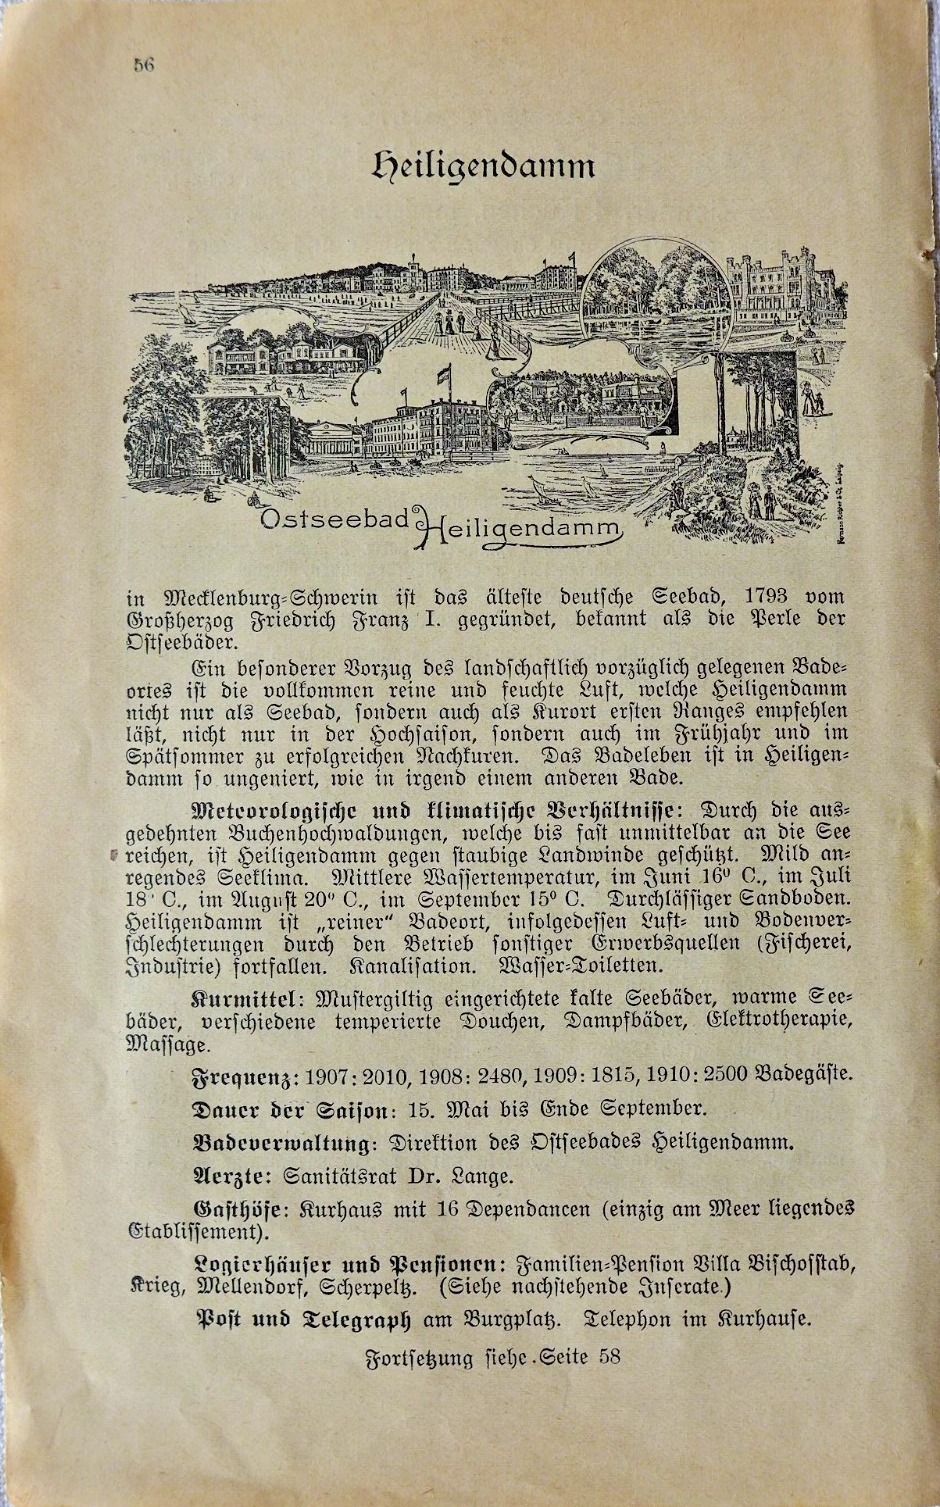 56
Heiligendamm
Ostseebad Heiligendamm
in Mecklenburg-Schwerin ist das älteste deutsche Seebad, 1793 vom
Großherzog Friedrich Franz I. gegründet, bekannt als die Perle der
Ostseebäder.
Ein besonderer Vorzug des landschaftlich vorzüglich gelegenen Bade-
ortes ist die vollkommen reine und feuchte Luft, welche Heiligendamm
nicht nur als Seebad, sondern auch als Kurort ersten Ranges empfehlen
läßt, nicht nur in der Hochsaison, sondern auch im Frühjahr und im
Spätsommer zu erfolgreichen Nachkuren. Das Badeleben ist in Heiligen-
damm so ungeniert, wie in irgend einem anderen Bade.
Meteorologische und klimatische Verhältnisse: Durch die aus-
gedehnten Buchenhochwaldungen, welche bis fast unmittelbar an die See
reichen, ist Heiligendamm gegen staubige Landwinde geschützt. Mild an-
regendes Seeklima. Mittlere Wassertemperatur, im Juni 16⁰ C., im Juli
18⁰ C., im August 20⁰ C., im September 15⁰ C. Durchlässiger Sandboden.
Heiligendamm ist „reiner“ Badeort, infolgedessen Luft- und Bodenver-
schlechterungen durch den Betrieb sonstiger Erwerbsquellen (Fischerei,
Industrie) fortfallen. Kanalisation. Wasser-Toiletten.
Kurmittel: Mustergiltig eingerichtete kalte Seebäder, warme See-
bäder, verschiedene temperierte Douchen, Dampfbäder, Elektrotherapie,
Massage.
Frequenz: 1907: 2010, 1908: 2480, 1909: 1815, 1910: 2500 Badegäste.
Dauer der Saison: 15. Mai bis Ende September.
Badeverwaltung: Direktion des Ostseebades Heiligendamm.
Aerzte: Sanitätsrat Dr. Lange.
Gasthöfe: Kurhaus mit 16 Dependancen (einzig am Meer liegendes
Etablissement).
Logierhäuser und Pensionen: Familien-Pension Villa Bischofsstab,
Krieg, Mellendorf, Scherpeltz. (Siehe nachstehende Inserate.)
Post und Telegraph am Burgplatz. Telephon im Kurhause.
Fortsetzung siehe Seite 58